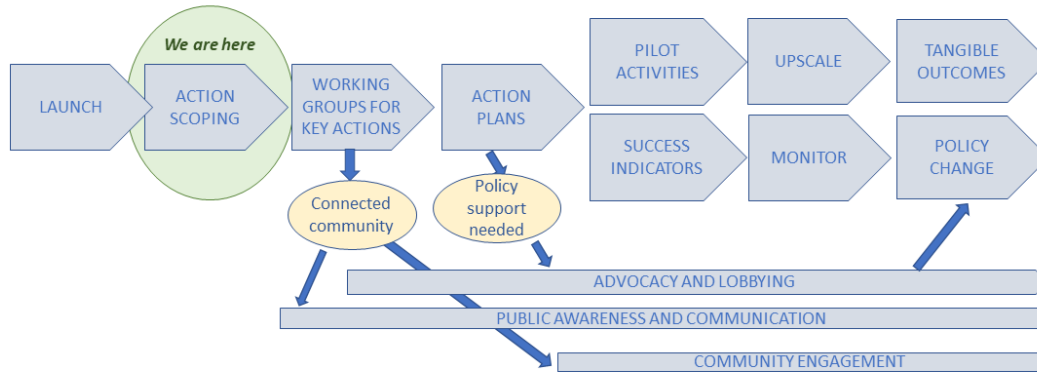 We are here
LAUNCH
ACTION
SCOPING
WORKING
GROUPS FOR
KEY ACTIONS
ACTION
PLANS
PILOT
ACTIVITIES
UPSCALE
TANGIBLE
OUTCOMES
SUCCESS
INDICATORS
MONITOR
POLICY
CHANGE
Connected
community
Policy
support
needed
ADVOCACY AND LOBBYING
PUBLIC AWARENESS AND COMMUNICATION
COMMUNITY ENGAGEMENT